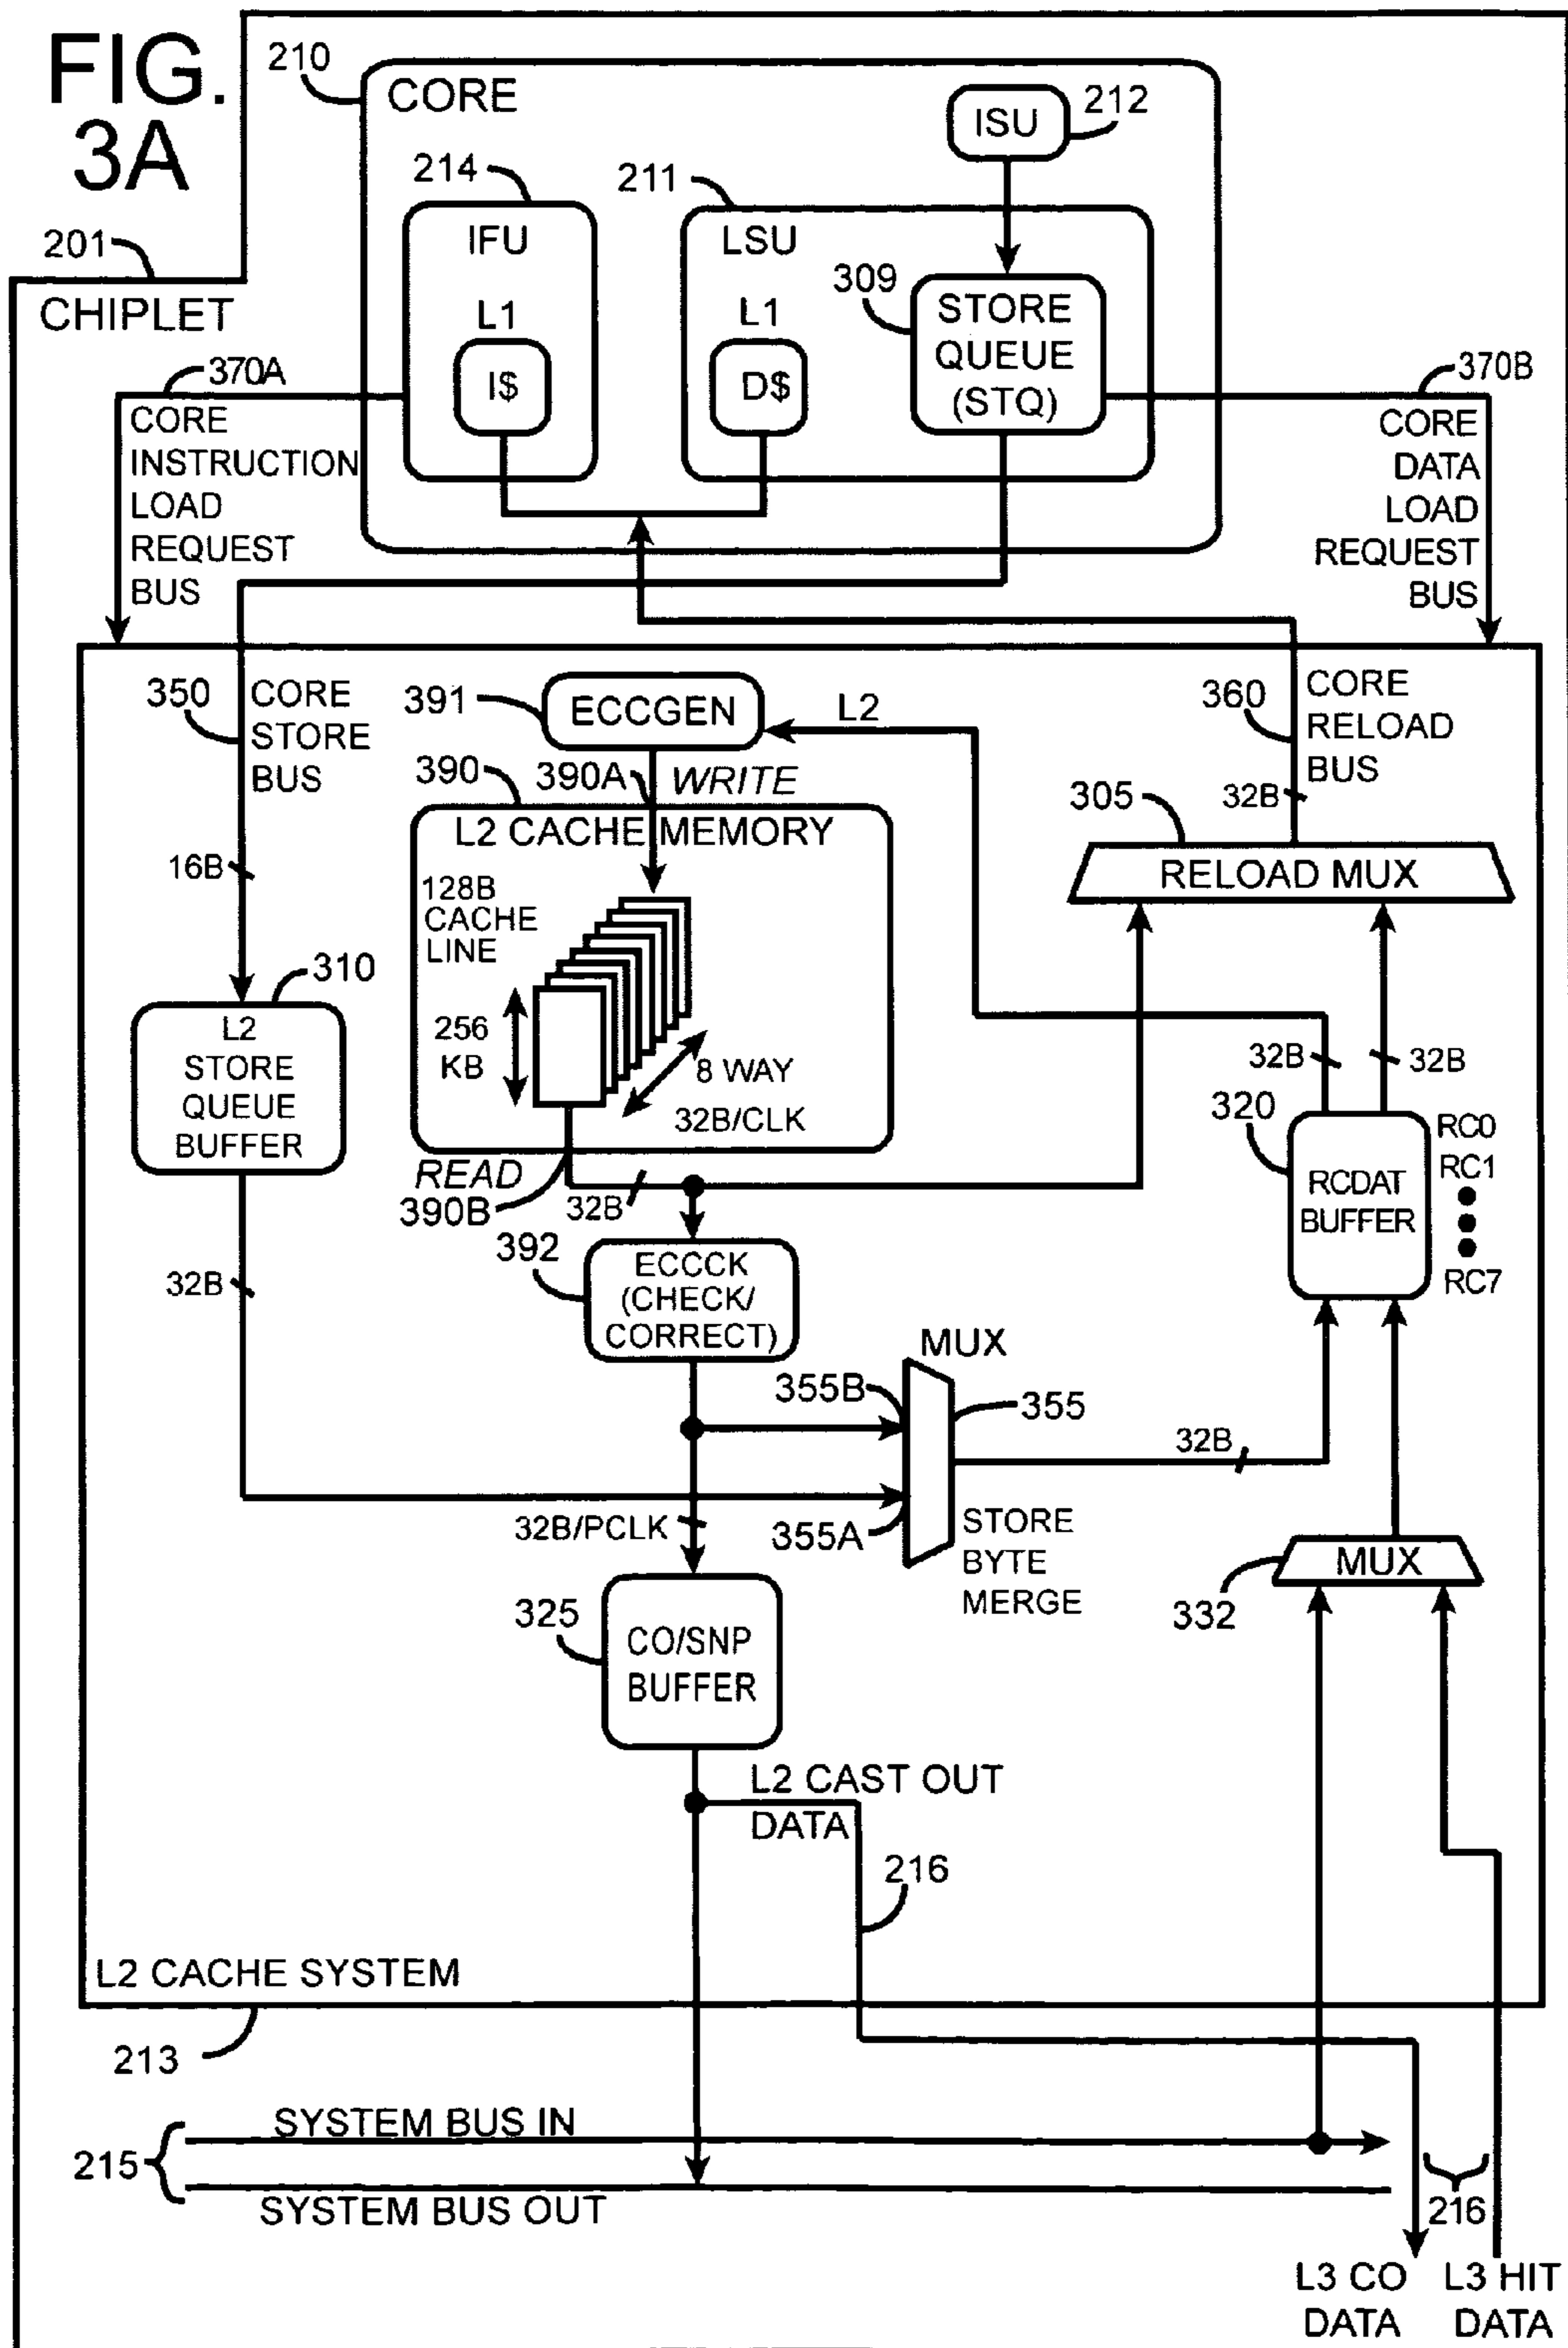 FIG.
3A
210
CORE
ISU
212
214
211
IFU
LSU
201
CHIPLET
309
STORE
QUEUE
(STQ)
L1
I$
L1
D$
370A
CORE
INSTRUCTION
LOAD
REQUEST
BUS
370B
CORE
DATA
LOAD
REQUEST
BUS
350
CORE
STORE
BUS
391
ECCGEN
L2
360
CORE
RELOAD
BUS
32B
390
390A
WRITE
305
RELOAD MUX
L2 CACHE MEMORY
16B
128B
CACHE
LINE
256
KB
8 WAY
32B/CLK
310
L2
STORE
QUEUE
BUFFER
32B
32B
320
RCDAT
BUFFER
RC0
RC1
RC7
READ
390B
32B
392
ECCCK
(CHECK/
CORRECT)
32B
MUX
355B
355
32B
355A
32B/PCLK
STORE
BYTE
MERGE
MUX
332
325
CO/SNP
BUFFER
L2 CAST OUT
DATA
216
L2 CACHE SYSTEM
213
SYSTEM BUS IN
215
SYSTEM BUS OUT
216
L3 CO
DATA
L3 HIT
DATA